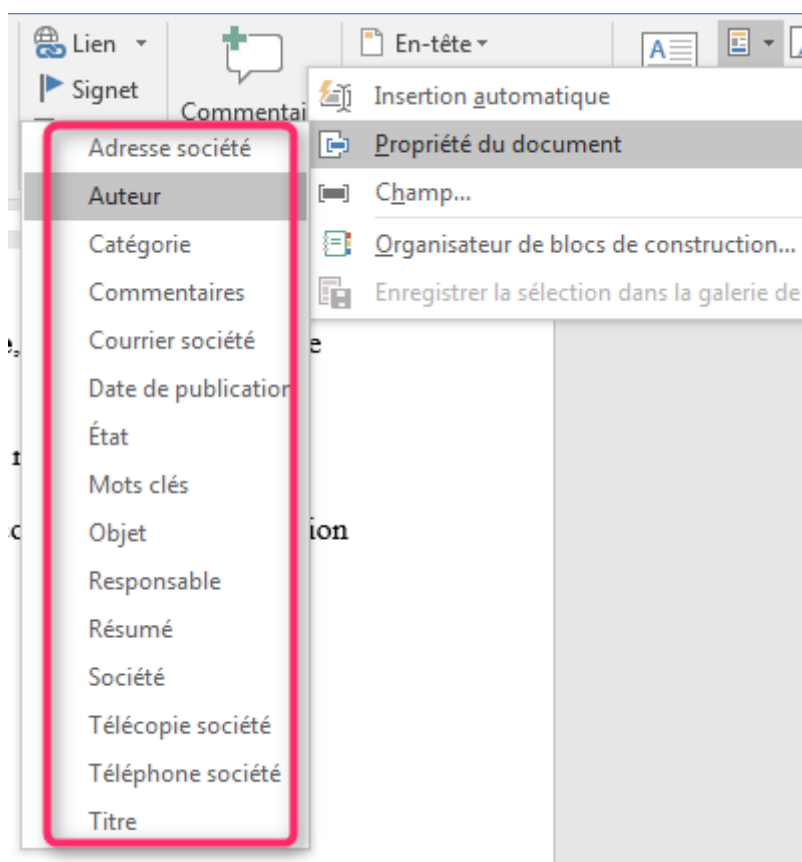 Lien
En-tête
A
Signet
Commentai
Insertion automatique
Propriété du document
Champ...
Organisateur de blocs de construction...
Enregistrer la sélection dans la galerie de
Adresse société
Auteur
Catégorie
Commentaires
Courrier société
e
Date de publication
État
Mots clés
Objet
ion
Responsable
Résumé
Société
Télécopie société
Téléphone société
Titre